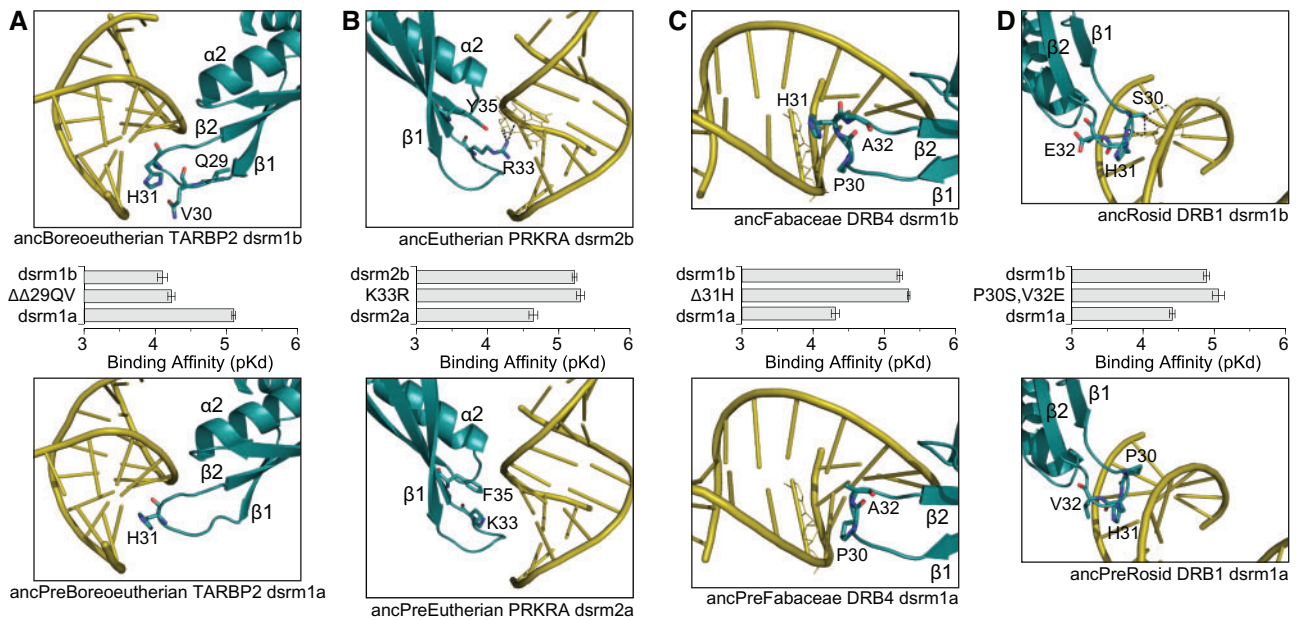 A
α2
β2
Q29
β1
H31
V30
ancBoreoeutherian TARBP2 dsrm1b
dsrm1b
ΔΔ29QV
dsrm1a
3 4 5 6
Binding Affinity (pKd)
α2
β2
β1
H31
ancPreBoreoeutherian TARBP2 dsrm1a
B
α2
Y35
β1
R33
ancEutherian PRKRA dsrm2b
dsrm2b
K33R
dsrm2a
3 4 5 6
Binding Affinity (pKd)
α2
β1
F35
K33
ancPreEutherian PRKRA dsrm2a
C
H31
A32
β2
P30
β1
ancFabaceae DRB4 dsrm1b
dsrm1b
Δ31H
dsrm1a
3 4 5 6
Binding Affinity (pKd)
A32
β2
P30
β1
ancPreFabaceae DRB4 dsrm1a
D
β1
β2
S30
E32
H31
ancRosid DRB1 dsrm1b
dsrm1b
P30S,V32E
dsrm1a
3 4 5 6
Binding Affinity (pKd)
β1
β2
P30
V32
H31
ancPreRosid DRB1 dsrm1a